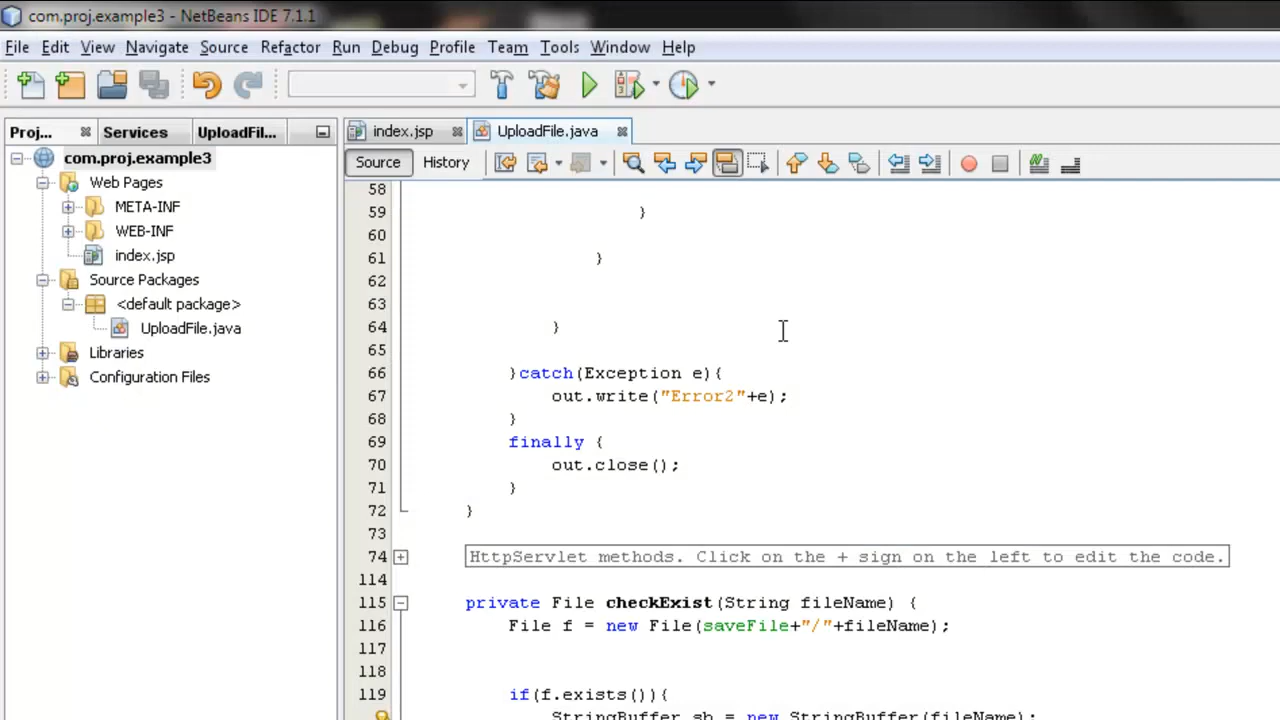 com.proj.example3 - NetBeans IDE 7.1.1
File Edit View Navigate Source Refactor Run Debug Profile Team Tools Window Help
Proj... Services UploadFil... index.jsp UploadFile.java
Source History
com.proj.example3
Web Pages
META-INF
WEB-INF
index.jsp
Source Packages
<default package>
UploadFile.java
Libraries
Configuration Files
58
59 }
60
61 }
62
63
64 }
65
66 }catch(Exception e){
67 out.write("Error2"+e);
68 }
69 finally {
70 out.close();
71 }
72 }
73
74 HttpServlet methods. Click on the + sign on the left to edit the code.
114
115 private File checkExist(String fileName) {
116 File f = new File(saveFile+"/"+fileName);
117
118
119 if(f.exists()){
StringBuffer sb = new StringBuffer(fileName);